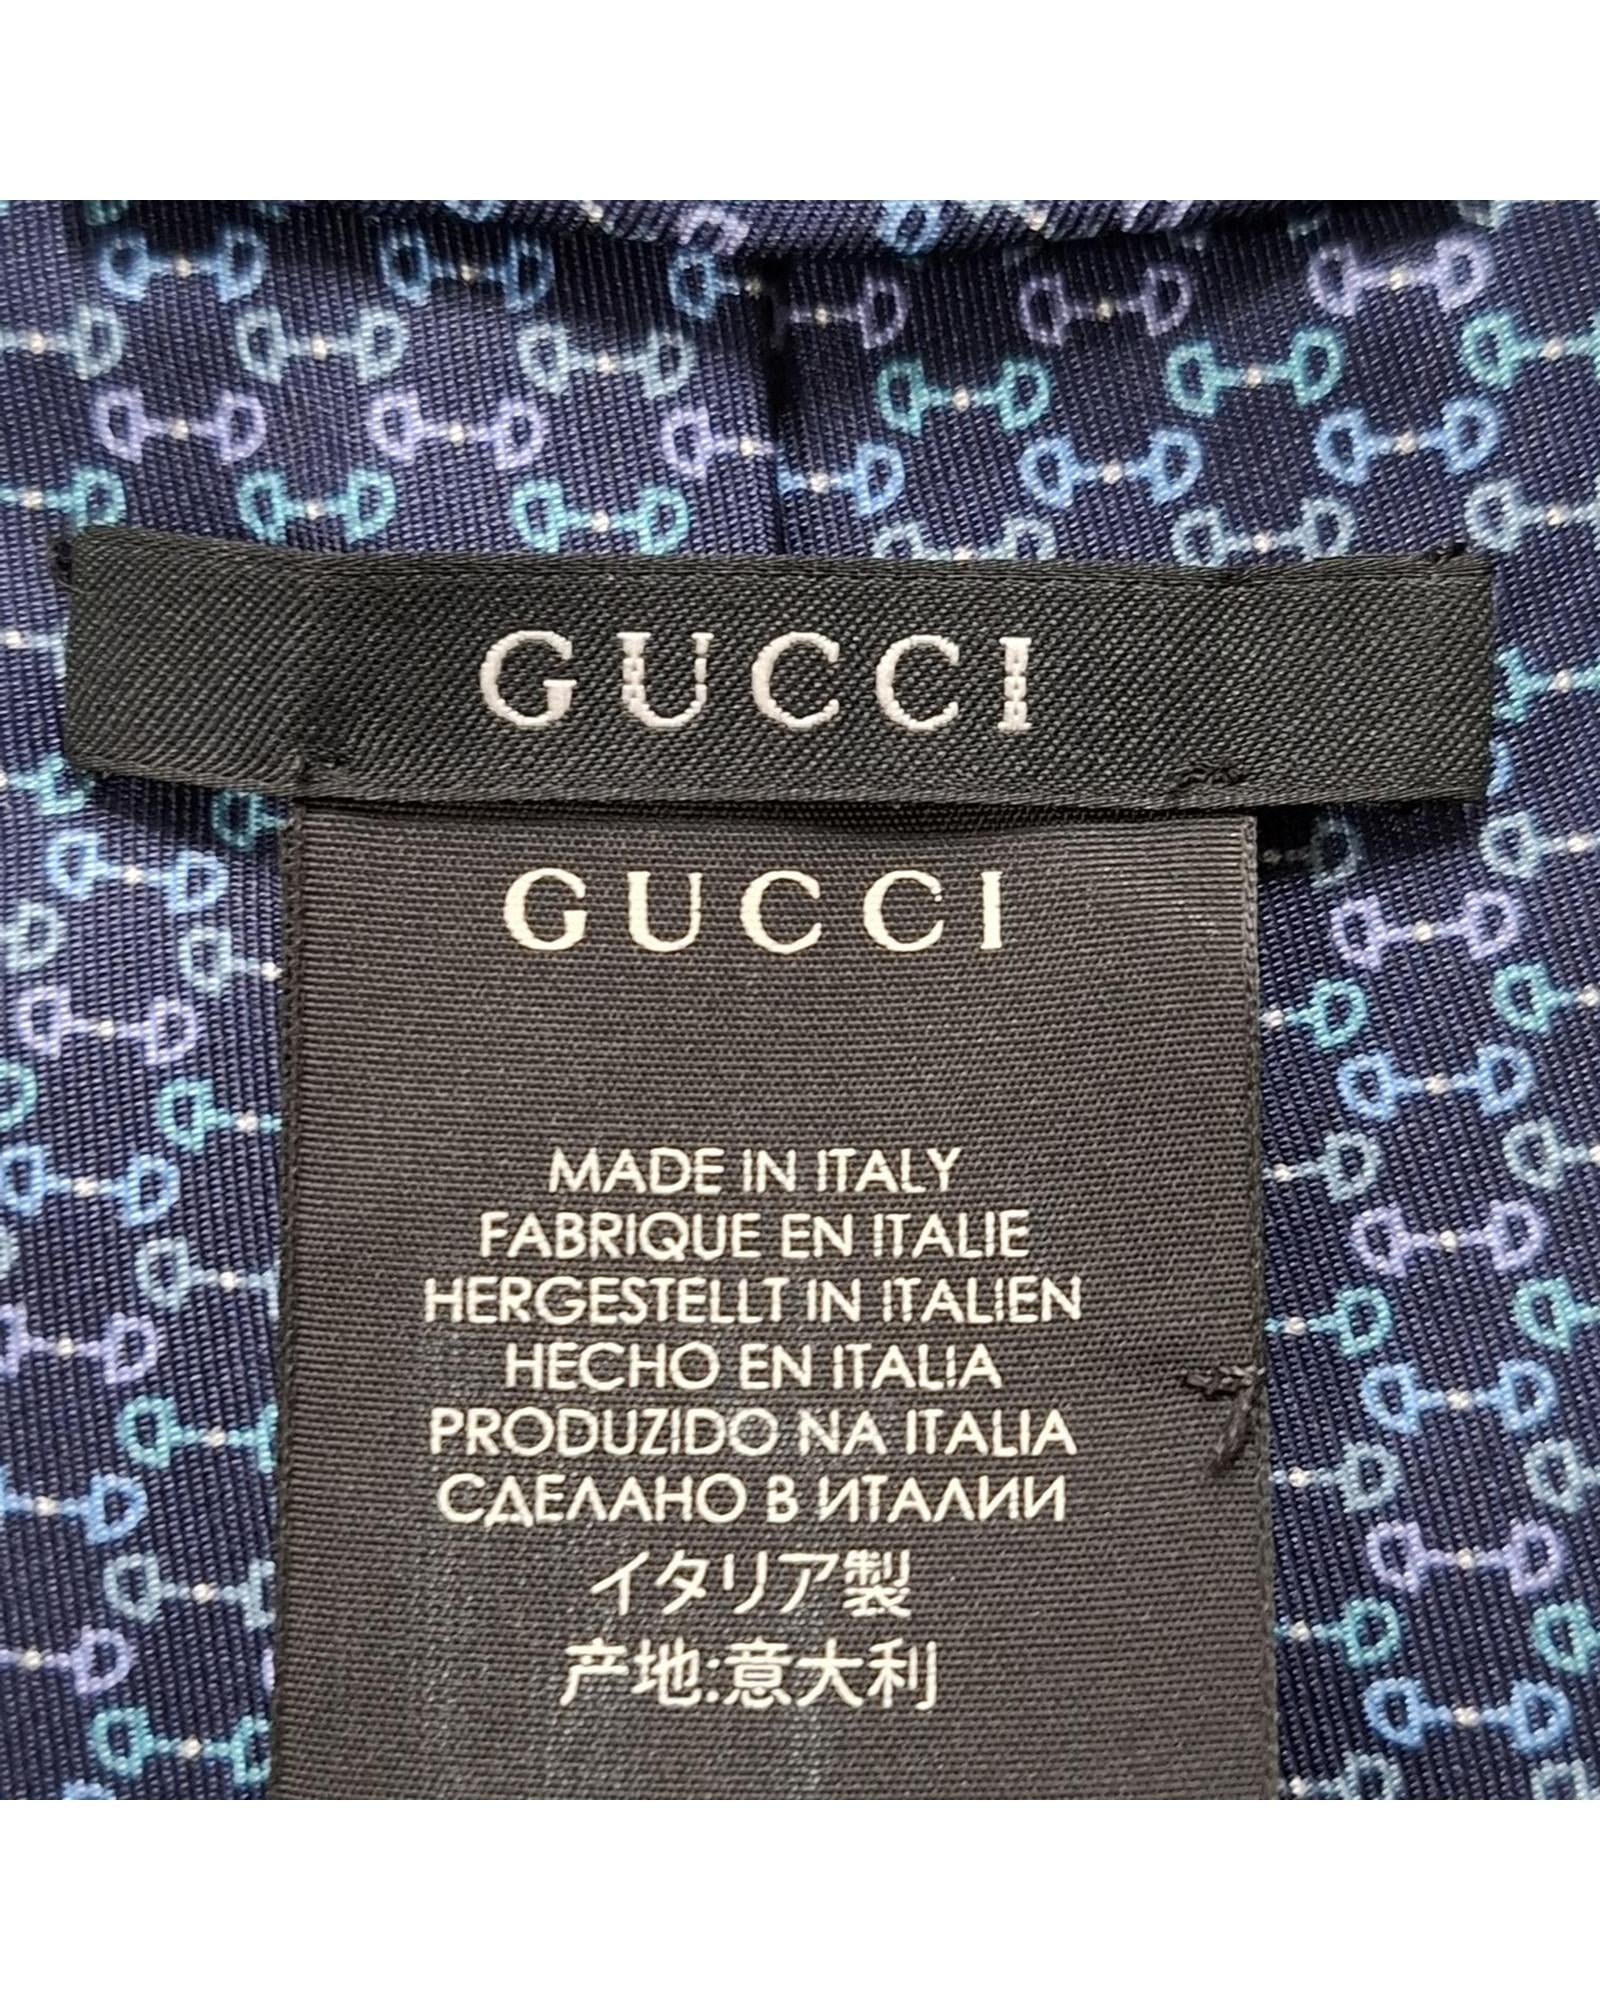 GUCCI
GUCCI
MADE IN ITALY
FABRIQUE EN ITALIE
HERGESTELLT IN ITALIEN
HECHO EN ITALIA
PRODUZIDO NA ITALIA
СДЕЛАНО В ИТАЛИИ
イタリア製
产地:意大利